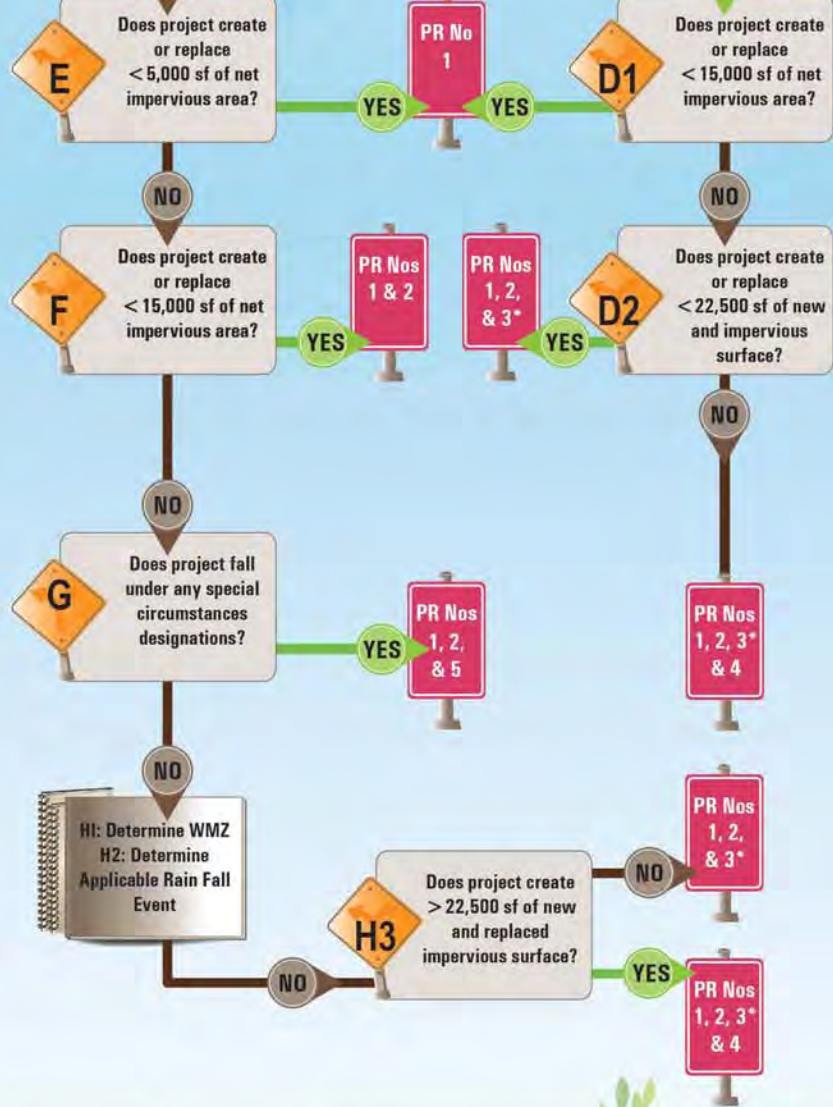 Does project create
or replace
< 5,000 sf of net
impervious area?
E
YES
PR No
1
YES
D1
Does project create
or replace
< 15,000 sf of net
impervious area?
NO
NO
Does project create
or replace
< 15,000 sf of net
impervious area?
F
YES
PR Nos
1 & 2
PR Nos
1, 2,
& 3*
YES
D2
Does project create
or replace
< 22,500 sf of new
and impervious
surface?
NO
NO
Does project fall
under any special
circumstances
designations?
G
YES
PR Nos
1, 2,
& 5
PR Nos
1, 2, 3*
& 4
NO
H1: Determine WMZ
H2: Determine
Applicable Rain Fall
Event
NO
H3
Does project create
> 22,500 sf of new
and replaced
impervious surface?
NO
PR Nos
1, 2,
& 3*
YES
PR Nos
1, 2, 3*
& 4